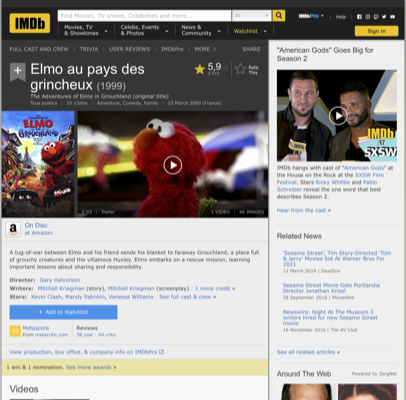 IMDb
Find Movies, TV shows, Celebrities and more...
All
IMDbPro
Help
Movies, TV
& Showtimes
Celebs, Events
& Photos
News &
Community
Watchlist
Sign in
FULL CAST AND CREW | TRIVIA | USER REVIEWS | IMDbPro | MORE
SHARE
Elmo au pays des
grincheux (1999)
The Adventures of Elmo in Grouchland (original title)
Tous publics | 1h 13min | Adventure, Comedy, Family | 15 March 2000 (France)
5,9
Rate
This
ELMO
GROUCHLAND
Trailer
1 VIDEO | 46 IMAGES
On Disc
at Amazon
A tug-of-war between Elmo and his friend sends his blanket to faraway Grouchland, a place full
of grouchy creatures and the villainous Huxley. Elmo embarks on a rescue mission, learning
important lessons about sharing and responsibility.
Director: Gary Halvorson
Writers: Mitchell Kriegman (story), Mitchell Kriegman (screenplay) | 1 more credit »
Stars: Kevin Clash, Mandy Patinkin, Vanessa Williams | See full cast & crew »
+ Add to Watchlist
Metascore
From metacritic.com
Reviews
38 user | 44 critic
View production, box office, & company info on IMDbPro
1 win & 1 nomination. See more awards »
Videos
"American Gods" Goes Big for
Season 2
IMDb
at
SXSW
IMDb hangs with cast of "American Gods" at
the House on the Rock at the SXSW Film
Festival. Stars Ricky Whittle and Pablo
Schreiber reveal the one word that best
describes Season 2.
Hear from the cast »
Related News
'Sesame Street', Tim Story-Directed 'Tom
& Jerry' Movies Set At Warner Bros For
2021
12 March 2019 | Deadline
Sesame Street Movie Gets Portlandia
Director Jonathan Krisel
28 September 2018 | MovieWeb
Newswire: Night At The Museum 3
writers hired for new Sesame Street
movie
16 November 2016 | The AV Club
See all related articles »
Around The Web
Powered by ZergNet